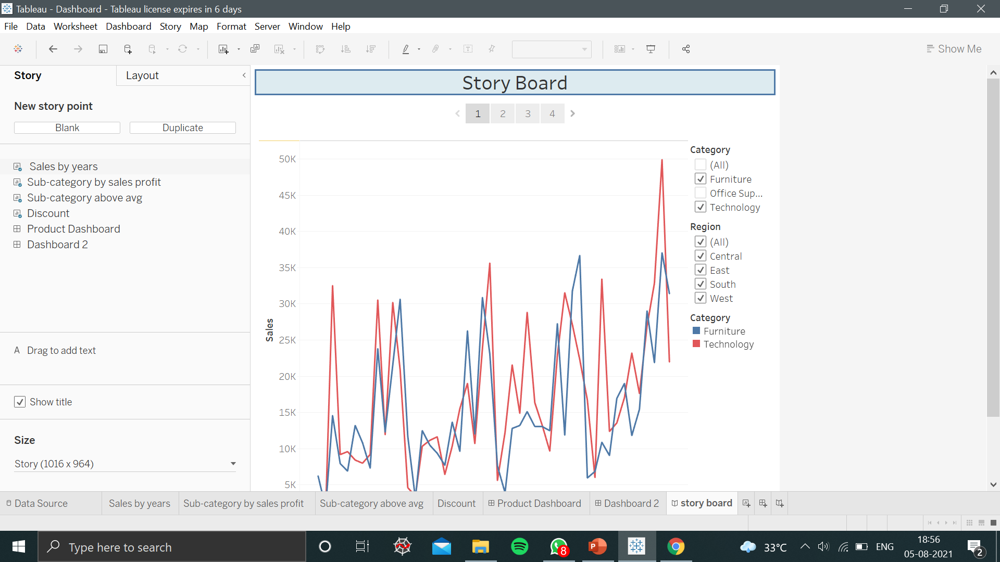 Tableau - Dashboard - Tableau license expires in 6 days
File Data Worksheet Dashboard Story Map Format Server Window Help
Show Me
Story Layout
New story point
Blank Duplicate
Sales by years
Sub-category by sales profit
Sub-category above avg
Discount
Product Dashboard
Dashboard 2
A Drag to add text
Show title
Size
Story (1016 x 964)
Story Board
1 2 3 4
50K
45K
40K
35K
30K
25K
20K
15K
10K
5K
Sales
Category
(All)
Furniture
Office Sup...
Technology
Region
(All)
Central
East
South
West
Category
Furniture
Technology
Data Source Sales by years Sub-category by sales profit Sub-category above avg Discount Product Dashboard Dashboard 2 story board
Type here to search
8
P
33°C
ENG
18:56
05-08-2021
2